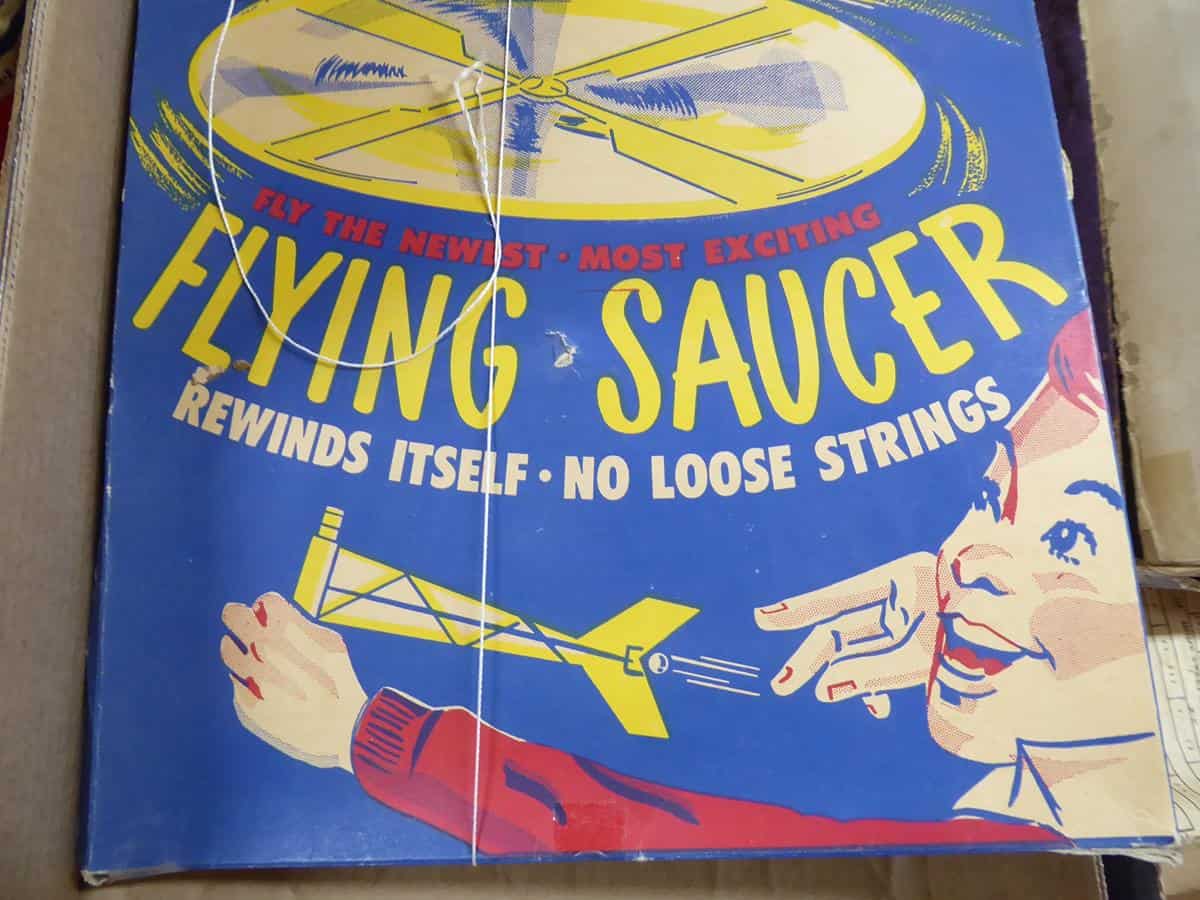 FLY THE NEWEST · MOST EXCITING
FLYING SAUCER
REWINDS ITSELF · NO LOOSE STRINGS